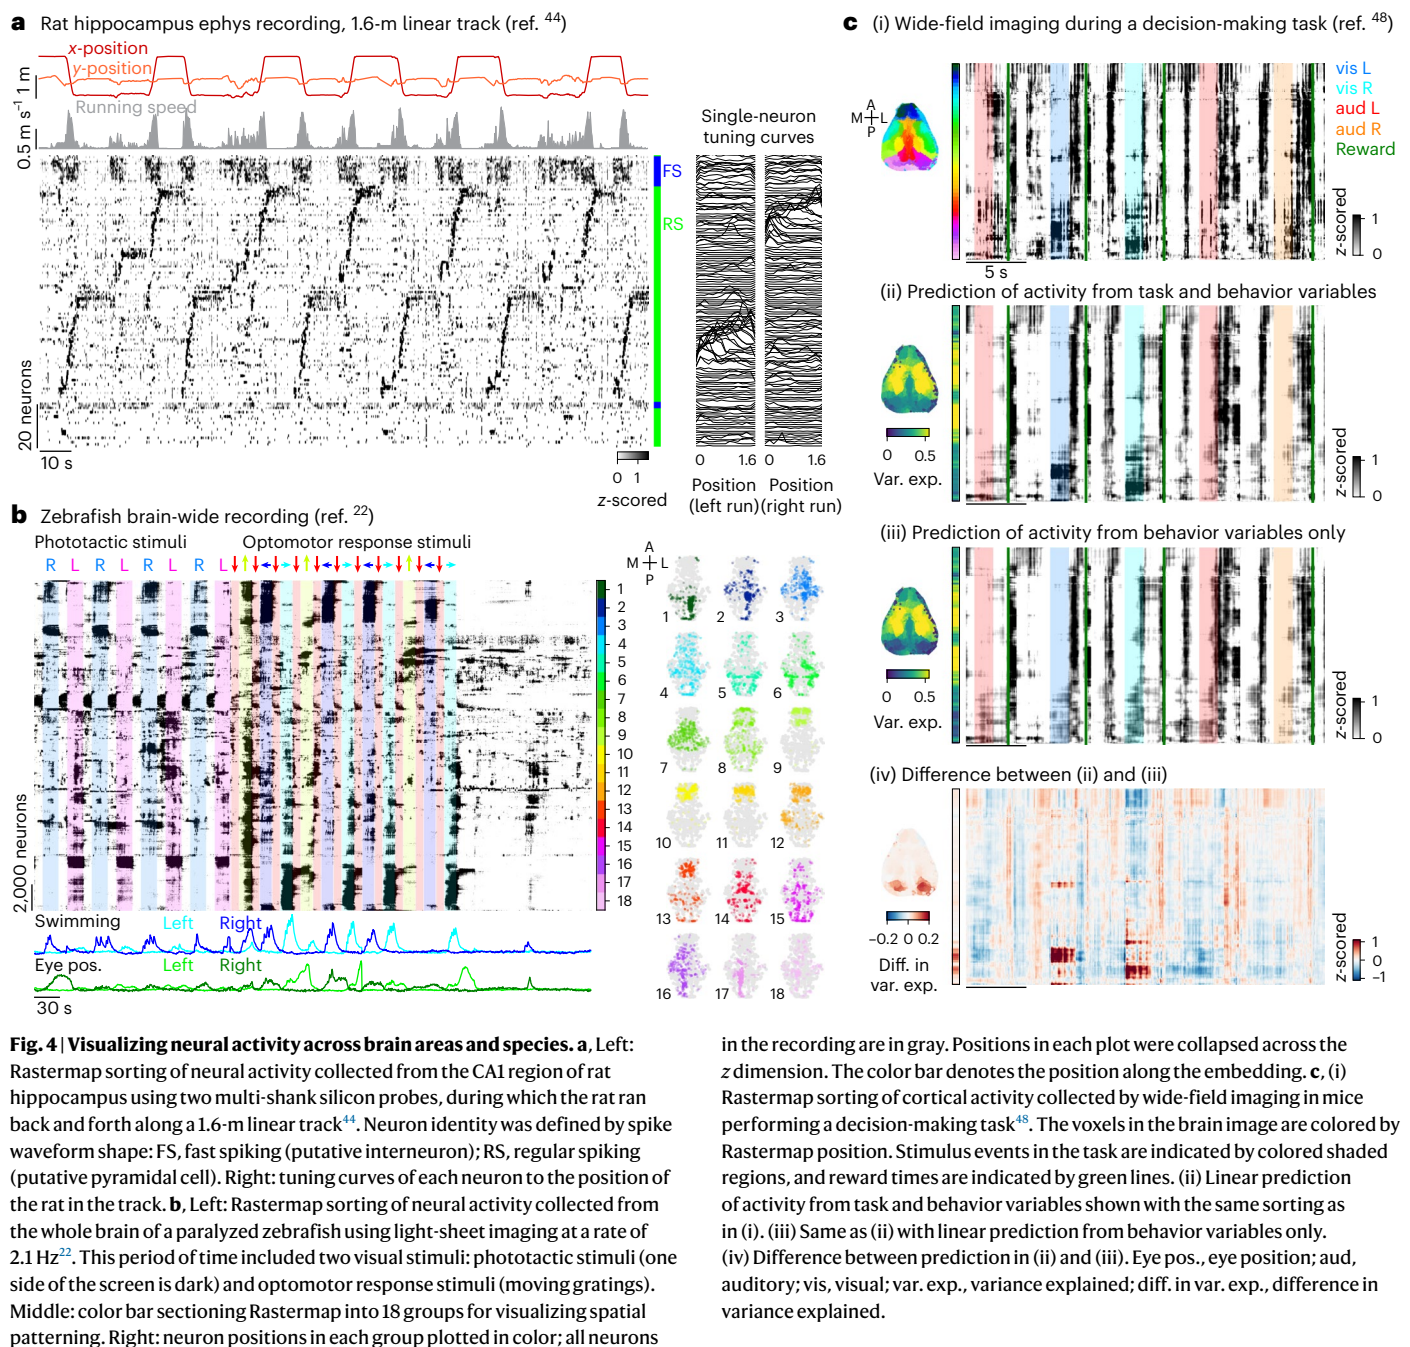 a Rat hippocampus ephys recording, 1.6-m linear track (ref. 44)
x-position
y-position
1 m
Running speed
0.5 m s−1
FS
RS
20 neurons
10 s
0 1
z-scored
Single-neuron
tuning curves
0 1.6 0 1.6
Position Position
(left run) (right run)
b Zebrafish brain-wide recording (ref. 22)
Phototactic stimuli Optomotor response stimuli
R L R L R L R L
2,000 neurons
1
2
3
4
5
6
7
8
9
10
11
12
13
14
15
16
17
18
A
M L
P
1 2 3
4 5 6
7 8 9
10 11 12
13 14 15
16 17 18
Swimming Left Right
Eye pos. Left Right
30 s
c (i) Wide-field imaging during a decision-making task (ref. 48)
vis L
vis R
aud L
aud R
Reward
A
M L
P
z-scored
1
0
5 s
(ii) Prediction of activity from task and behavior variables
0 0.5
Var. exp.
z-scored
1
0
(iii) Prediction of activity from behavior variables only
0 0.5
Var. exp.
z-scored
1
0
(iv) Difference between (ii) and (iii)
−0.2 0 0.2
Diff. in
var. exp.
z-scored
1
0
−1
Fig. 4 | Visualizing neural activity across brain areas and species. a, Left:
Rastermap sorting of neural activity collected from the CA1 region of rat
hippocampus using two multi-shank silicon probes, during which the rat ran
back and forth along a 1.6-m linear track44. Neuron identity was defined by spike
waveform shape: FS, fast spiking (putative interneuron); RS, regular spiking
(putative pyramidal cell). Right: tuning curves of each neuron to the position of
the rat in the track. b, Left: Rastermap sorting of neural activity collected from
the whole brain of a paralyzed zebrafish using light-sheet imaging at a rate of
2.1 Hz22. This period of time included two visual stimuli: phototactic stimuli (one
side of the screen is dark) and optomotor response stimuli (moving gratings).
Middle: color bar sectioning Rastermap into 18 groups for visualizing spatial
patterning. Right: neuron positions in each group plotted in color; all neurons
in the recording are in gray. Positions in each plot were collapsed across the
z dimension. The color bar denotes the position along the embedding. c, (i)
Rastermap sorting of cortical activity collected by wide-field imaging in mice
performing a decision-making task48. The voxels in the brain image are colored by
Rastermap position. Stimulus events in the task are indicated by colored shaded
regions, and reward times are indicated by green lines. (ii) Linear prediction
of activity from task and behavior variables shown with the same sorting as
in (i). (iii) Same as (ii) with linear prediction from behavior variables only.
(iv) Difference between prediction in (ii) and (iii). Eye pos., eye position; aud,
auditory; vis, visual; var. exp., variance explained; diff. in var. exp., difference in
variance explained.